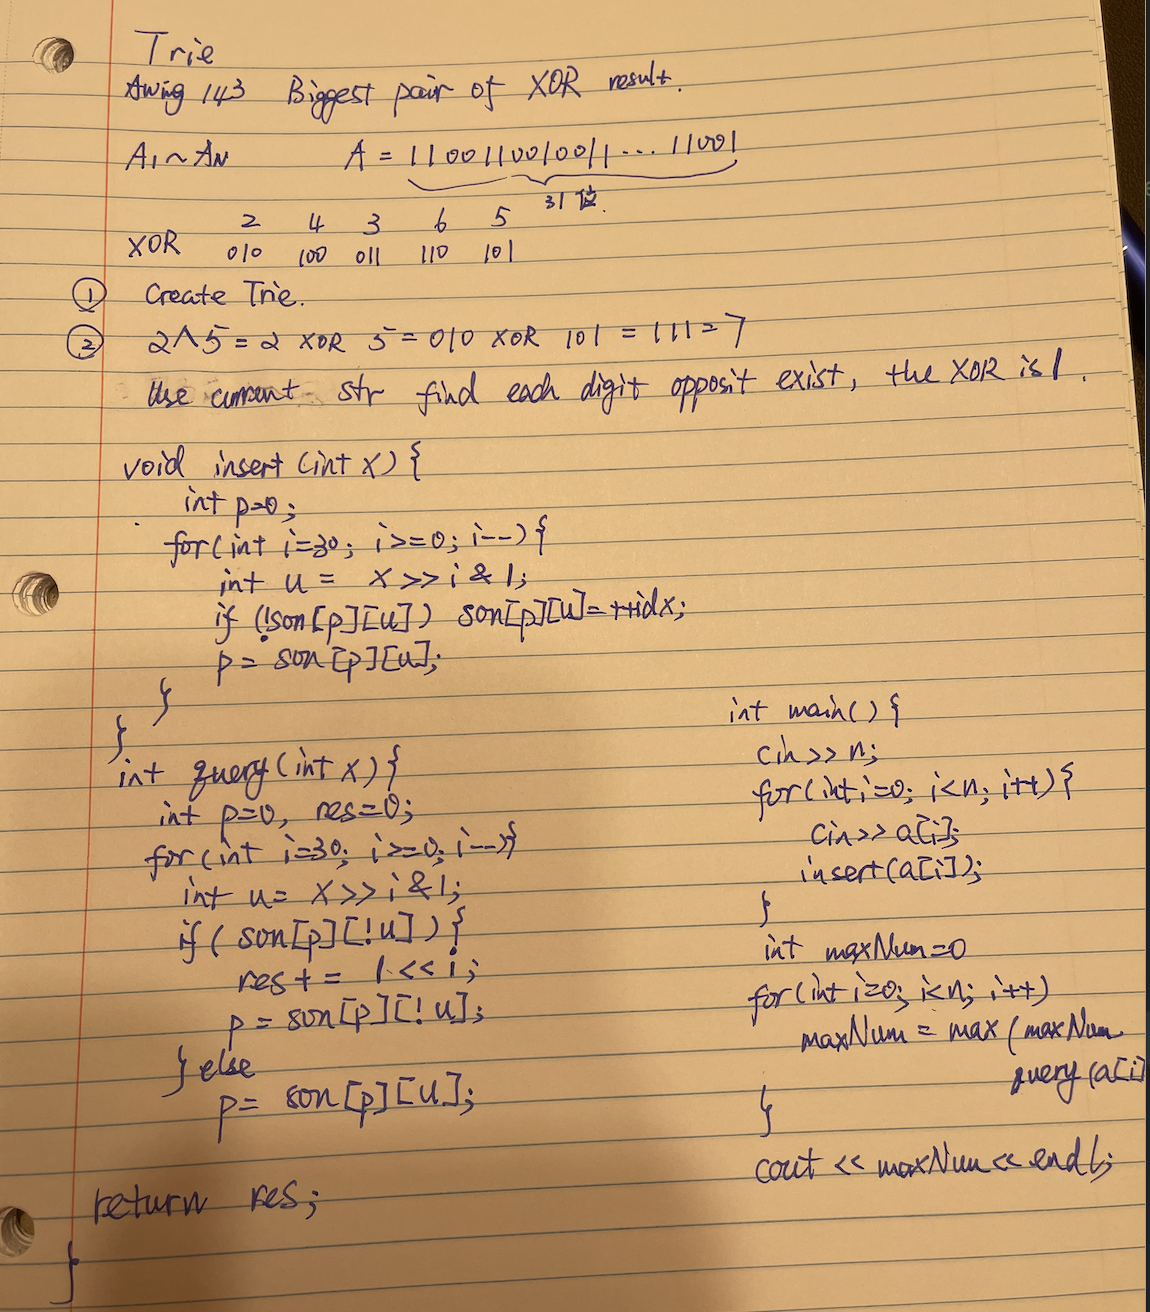 Trie
Awing 143 Biggest pair of XOR result.
A1~AN A = 1100110010011...11001
31位.
2 4 3 6 5
XOR 010 100 011 110 101
① Create Trie.
② 2^5 = 2 XOR 5 = 010 XOR 101 = 111 = 7
Use current str find each digit opposit exist, the XOR is 1.
void insert (int x) {
int p=0;
for(int i=30; i>=0; i--){
int u = x>>i & 1;
if (!son[p][u]) son[p][u]=++idx;
p = son[p][u];
}
}
int query(int x){
int p=0, res=0;
for(int i=30; i>=0; i--){
int u= x>>i&1;
if( son[p][!u]){
res += 1<<i;
p = son[p][!u];
} else
p= son[p][u];
return res;
}
int main(){
cin>> n;
for(int i=0; i<n; i++){
cin>> a[i];
insert(a[i]);
}
int maxNum=0
for(int i=0; i<n; i++)
maxNum = max (maxNum
query(a[i]
}
cout << maxNum << endl;